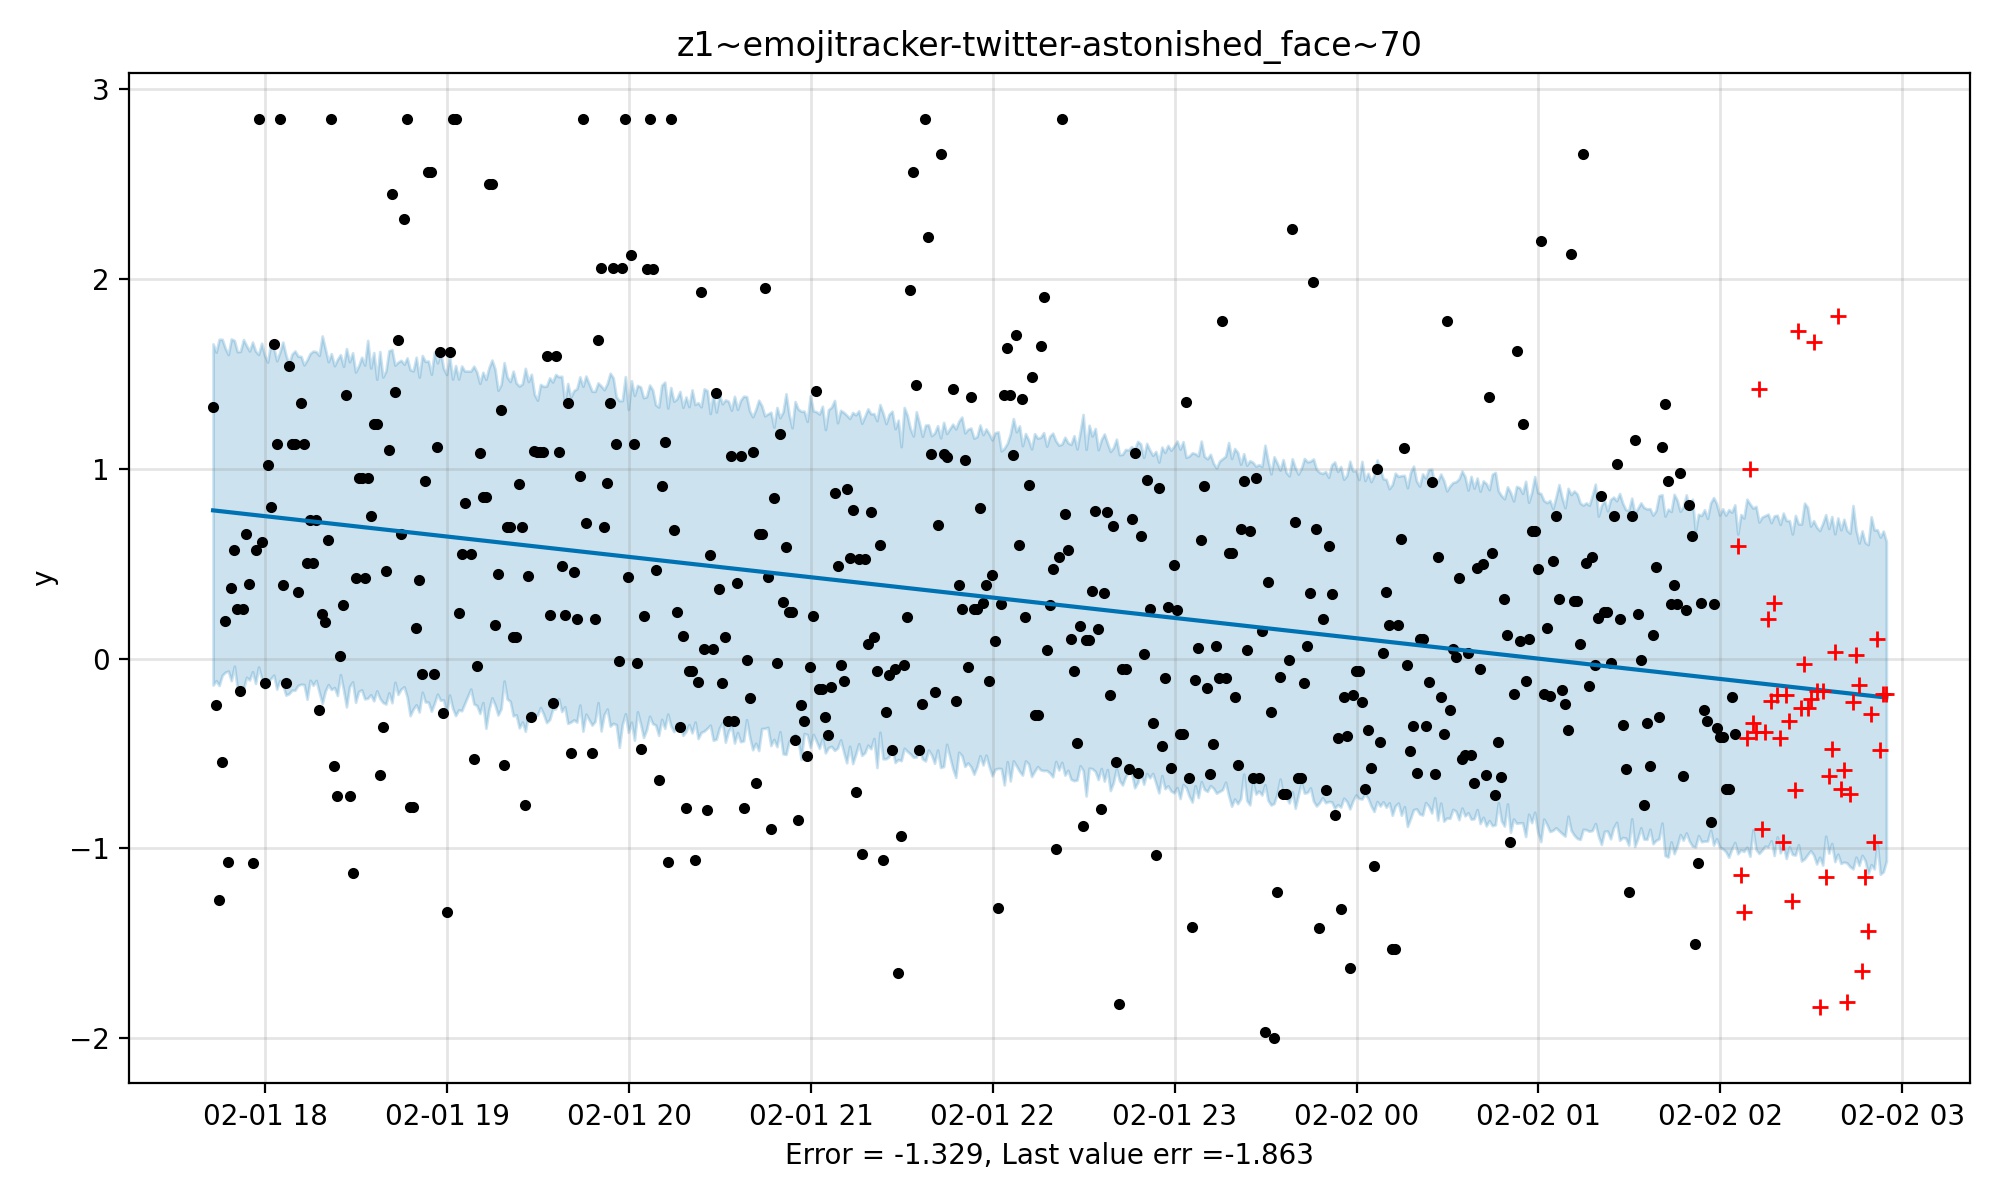 z1~emojitracker-twitter-astonished_face~70
3
2
1
0
−1
−2
y
02-01 18 02-01 19 02-01 20 02-01 21 02-01 22 02-01 23 02-02 00 02-02 01 02-02 02 02-02 03
Error = -1.329, Last value err =-1.863